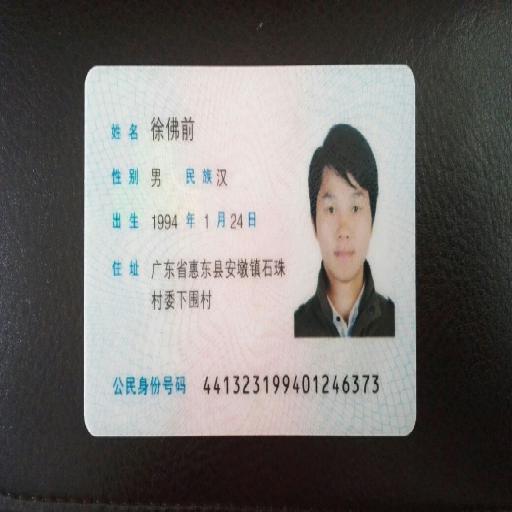 姓名 徐佛前
性别 男 民族 汉
出生 1994 年 1 月 24 日
住址 广东省惠东县安墩镇石珠
村委下围村
公民身份号码 441323199401246373